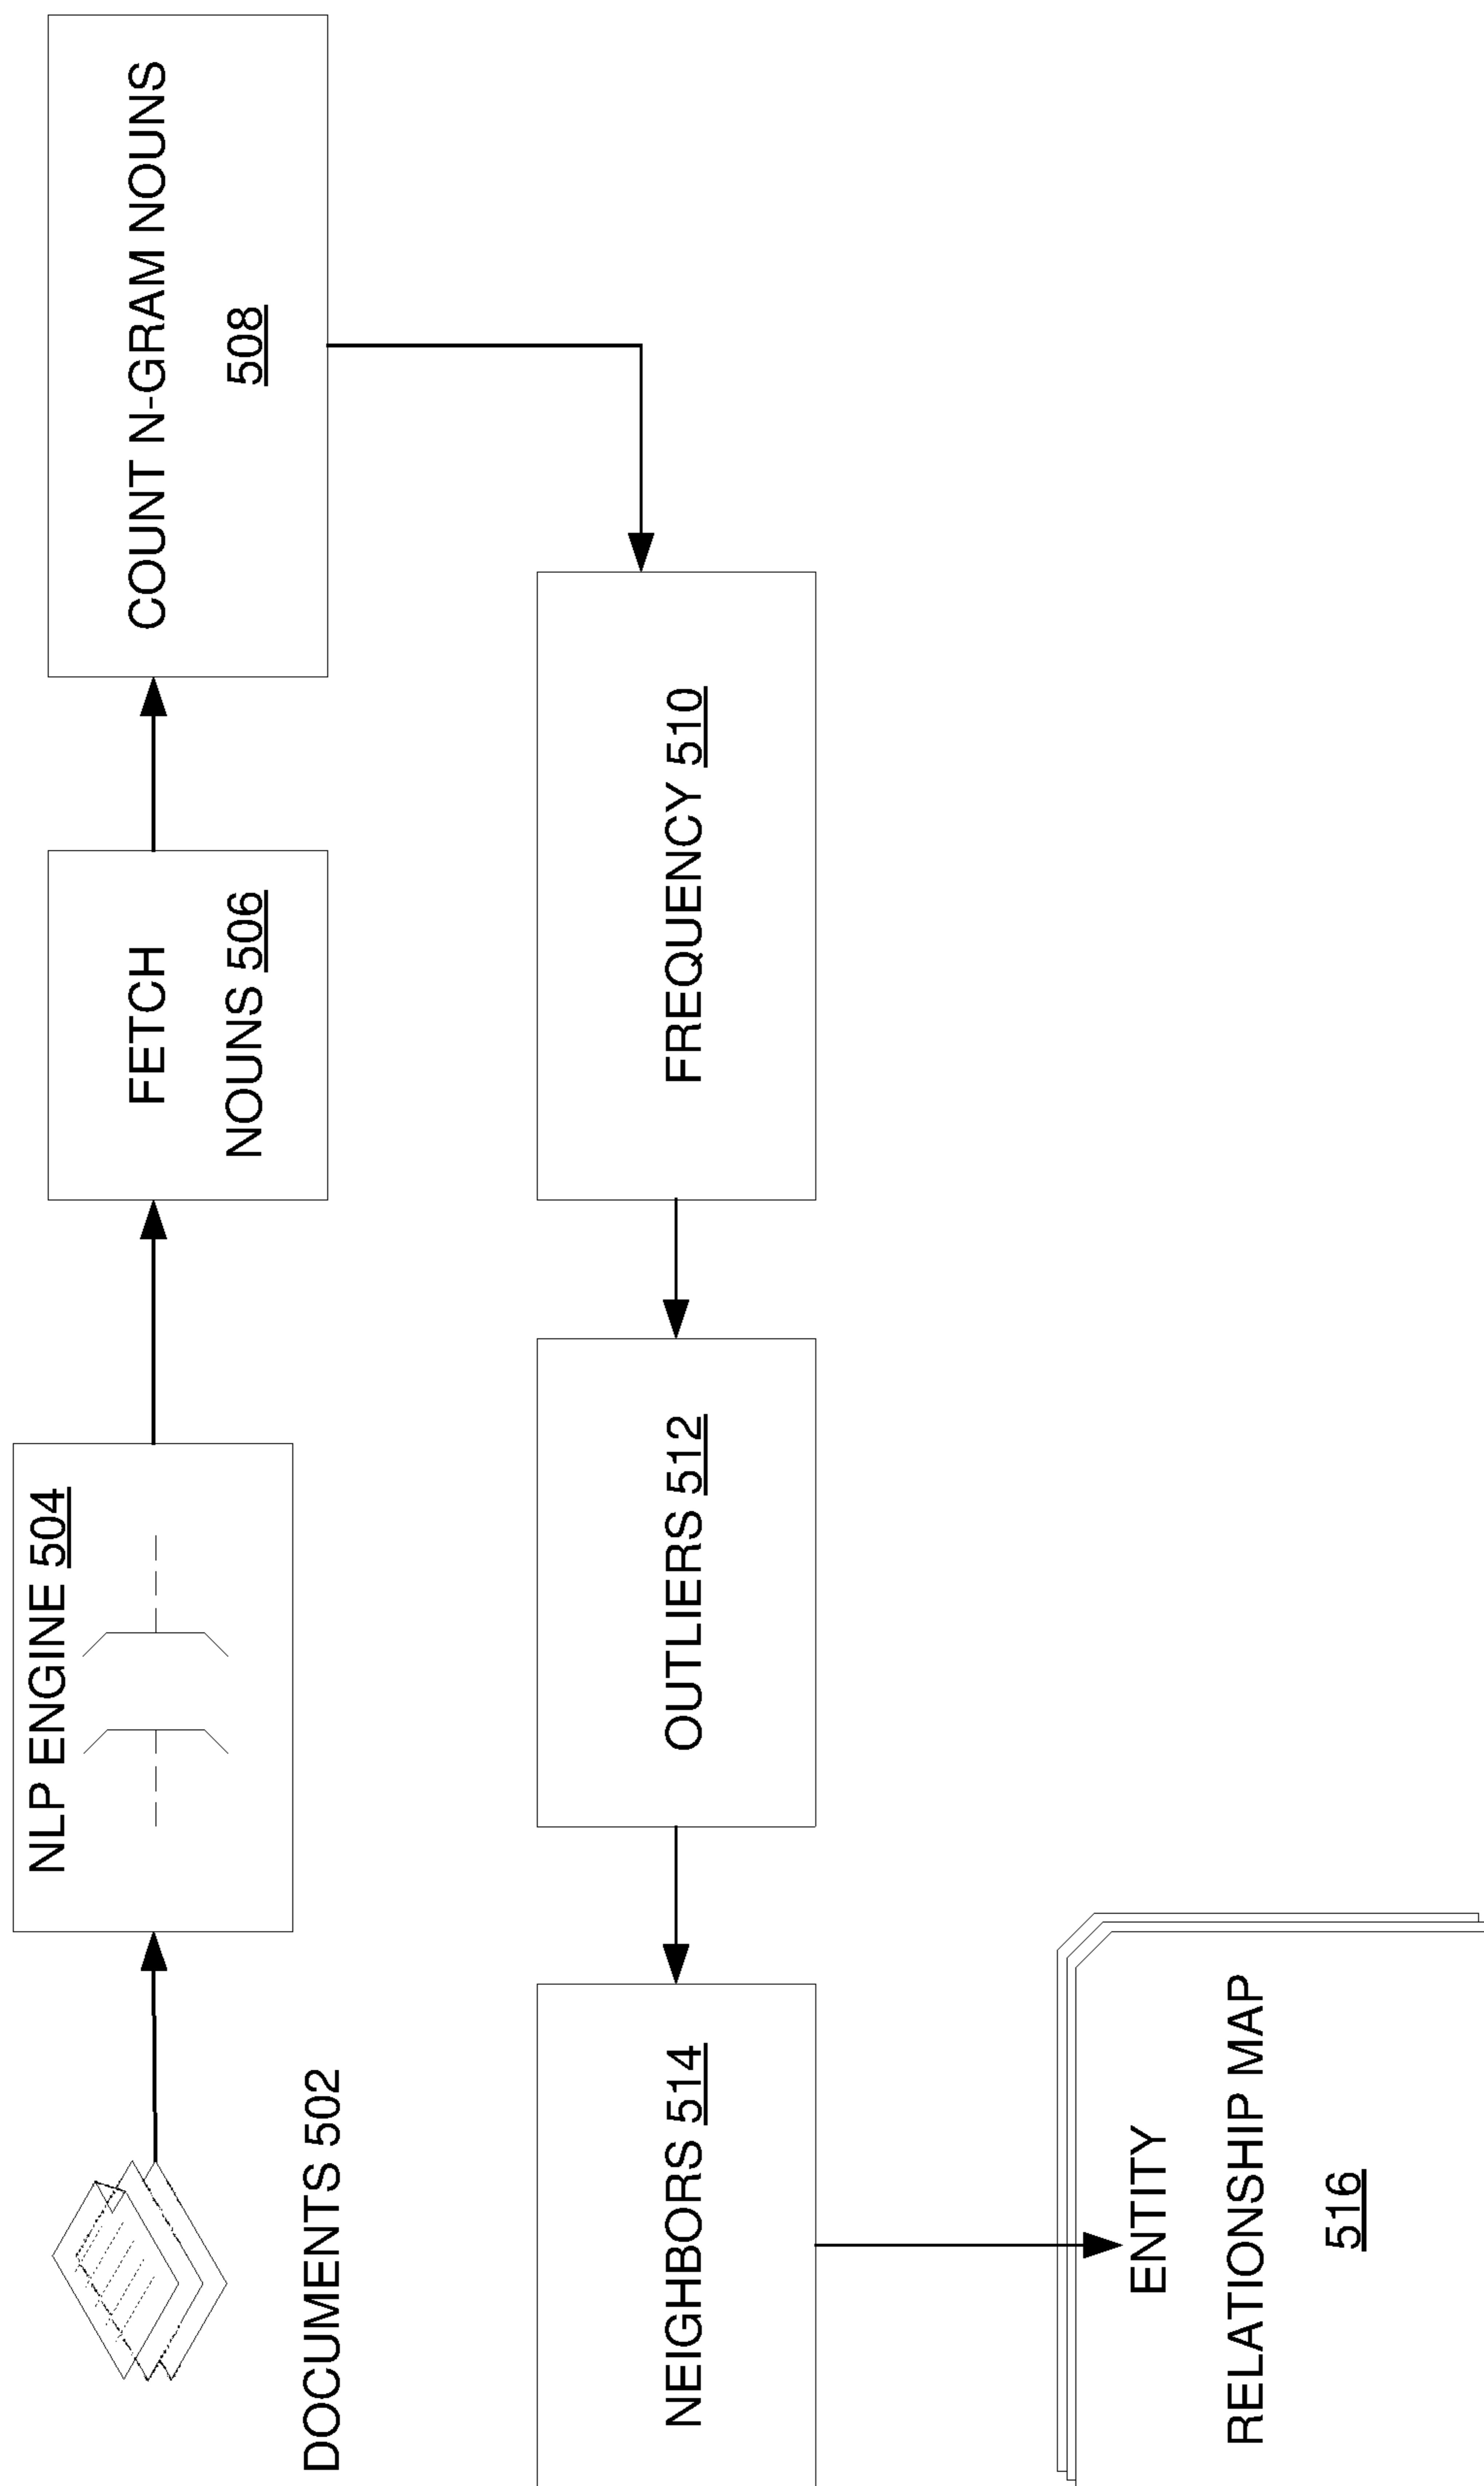 DOCUMENTS 502
NLP ENGINE 504
FETCH
NOUNS 506
COUNT N-GRAM NOUNS
508
FREQUENCY 510
OUTLIERS 512
NEIGHBORS 514
ENTITY
RELATIONSHIP MAP
516